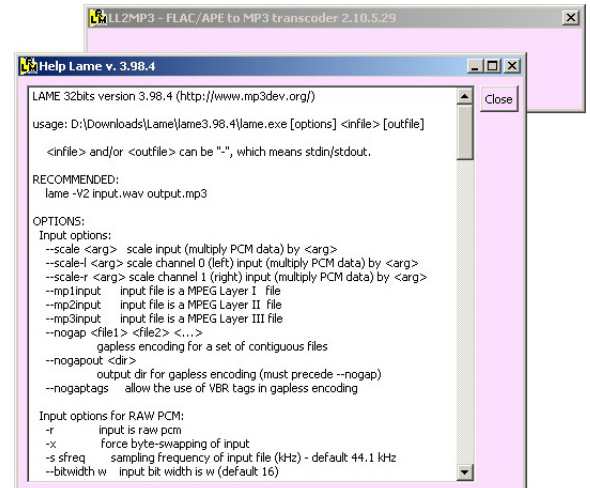 LL2MP3 - FLAC/APE to MP3 transcoder 2.10.5.29
Help Lame v. 3.98.4
Close
LAME 32bits version 3.98.4 (http://www.mp3dev.org/)
usage: D:\Downloads\Lame\lame3.98.4\lame.exe [options] <infile> [outfile]
<infile> and/or <outfile> can be "-", which means stdin/stdout.
RECOMMENDED:
lame -V2 input.wav output.mp3
OPTIONS:
Input options:
--scale <arg> scale input (multiply PCM data) by <arg>
--scale-l <arg> scale channel 0 (left) input (multiply PCM data) by <arg>
--scale-r <arg> scale channel 1 (right) input (multiply PCM data) by <arg>
--mp1input input file is a MPEG Layer I file
--mp2input input file is a MPEG Layer II file
--mp3input input file is a MPEG Layer III file
--nogap <file1> <file2> <...>
gapless encoding for a set of contiguous files
--nogapout <dir>
output dir for gapless encoding (must precede --nogap)
--nogaptags allow the use of VBR tags in gapless encoding
Input options for RAW PCM:
-r input is raw pcm
-x force byte-swapping of input
-s sfreq sampling frequency of input file (kHz) - default 44.1 kHz
--bitwidth w input bit width is w (default 16)